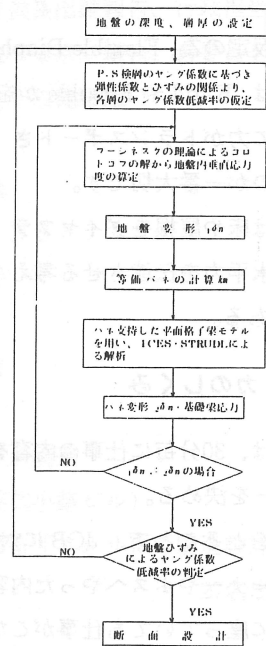 地盤の深度、層厚の設定
P.S検層のヤング係数に基づき
弾性係数とひずみの関係より、
各層のヤング係数低減率の仮定
ブーシネスクの理論によるコロ
トコフの解から地盤内垂直応力
度の算定
地盤変形 ₁δn
等価バネの計算 kn
バネ支持した平面格子梁モデル
を用い、ICES・STRUDLによ
る解析
バネ変形 ₂δn・基礎梁応力
NO
₁δn ≒ ₂δnの場合
YES
NO
地盤ひずみ
によるヤング係数
低減率の判定
YES
断面設計